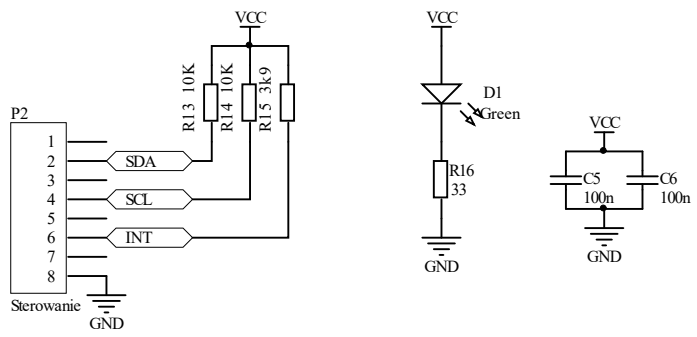 VCC
R13 10K
R14 10K
R15 3k9
P2
1
2
SDA
3
4
SCL
5
6
INT
7
8
Sterowanie
GND
VCC
D1
Green
R16
33
GND
VCC
C5
100n
C6
100n
GND